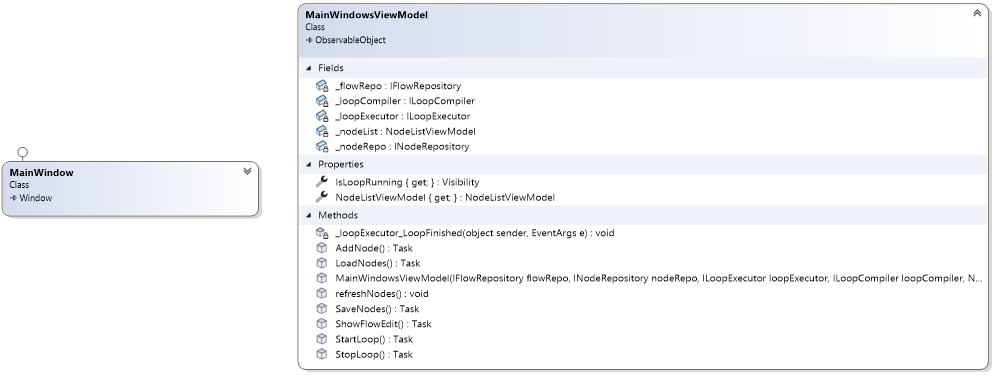 MainWindow
Class
Window
MainWindowsViewModel
Class
ObservableObject
Fields
_flowRepo : IFlowRepository
_loopCompiler : ILoopCompiler
_loopExecutor : ILoopExecutor
_nodeList : NodeListViewModel
_nodeRepo : INodeRepository
Properties
IsLoopRunning { get; } : Visibility
NodeListViewModel { get; } : NodeListViewModel
Methods
_loopExecutor_LoopFinished(object sender, EventArgs e) : void
AddNode() : Task
LoadNodes() : Task
MainWindowsViewModel(IFlowRepository flowRepo, INodeRepository nodeRepo, ILoopExecutor loopExecutor, ILoopCompiler loopCompiler, N...
refreshNodes() : void
SaveNodes() : Task
ShowFlowEdit() : Task
StartLoop() : Task
StopLoop() : Task